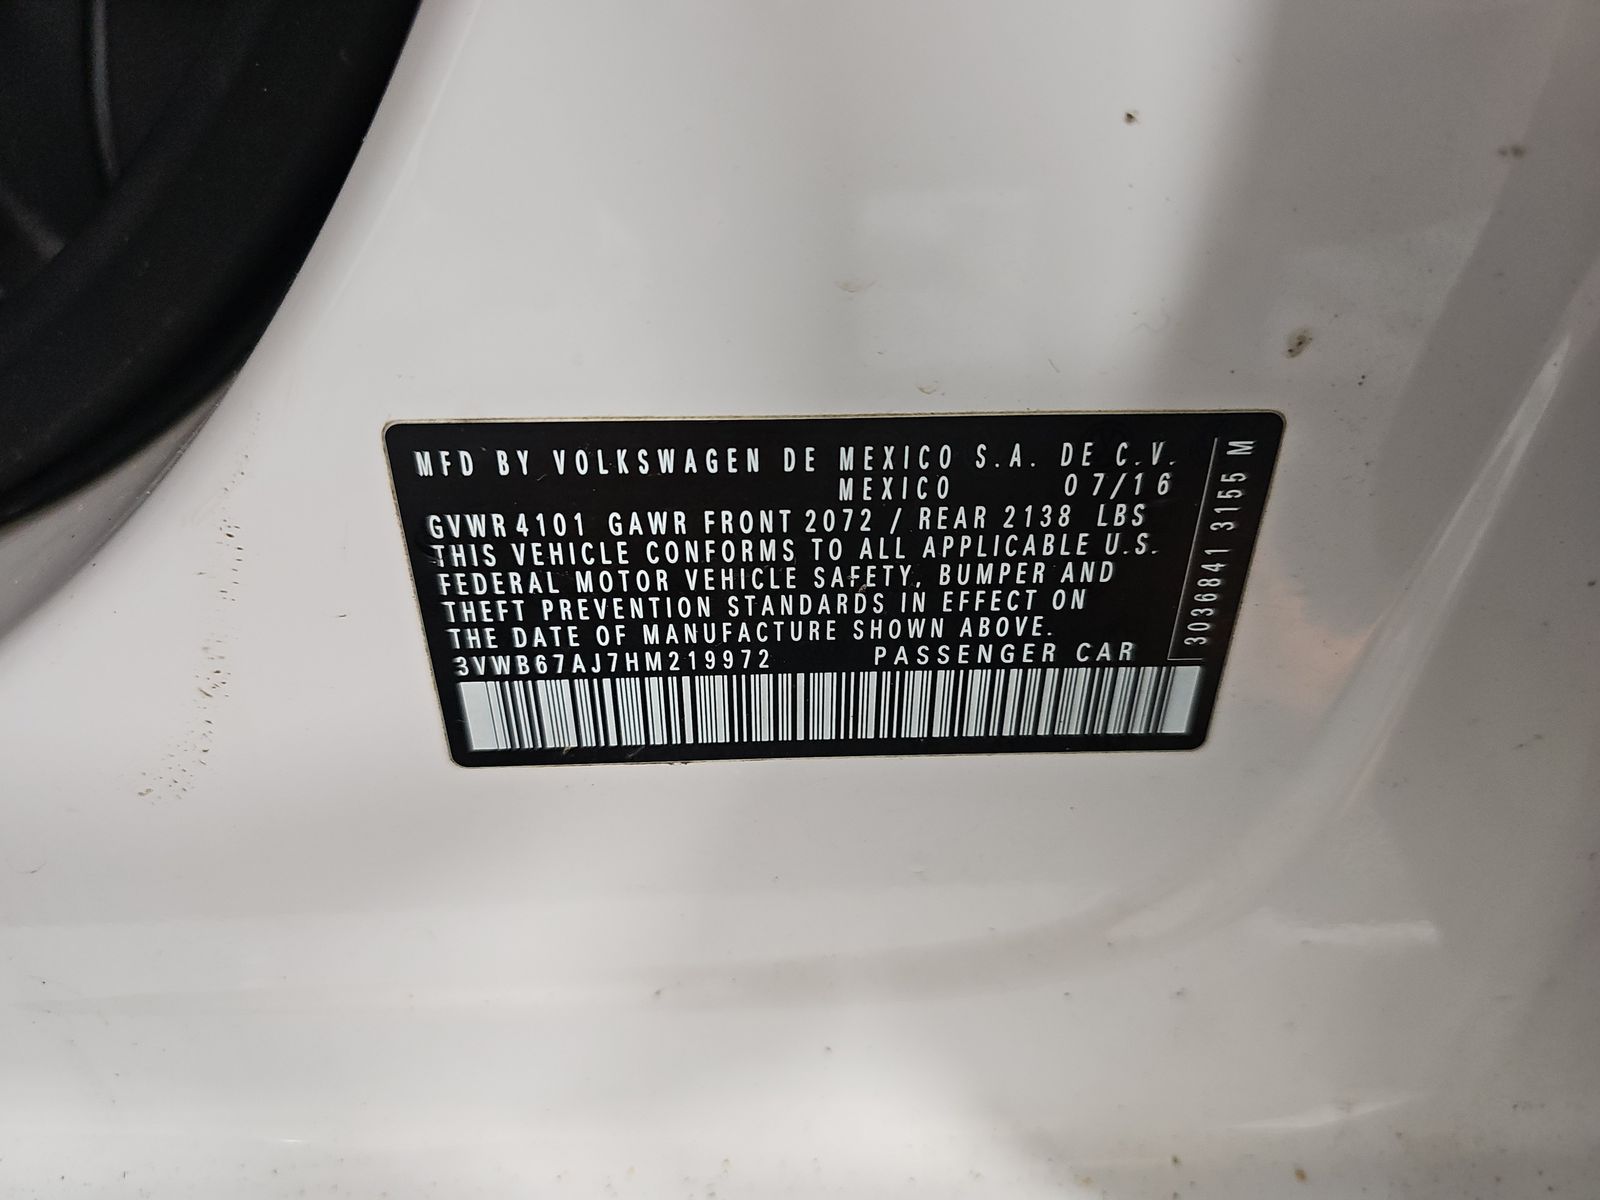 MFD BY VOLKSWAGEN DE MEXICO S.A. DE C.V.
MEXICO 07/16
GVWR 4101 GAWR FRONT 2072 / REAR 2138 LBS
THIS VEHICLE CONFORMS TO ALL APPLICABLE U.S.
FEDERAL MOTOR VEHICLE SAFETY, BUMPER AND
THEFT PREVENTION STANDARDS IN EFFECT ON
THE DATE OF MANUFACTURE SHOWN ABOVE.
3VWB67AJ7HM219972 PASSENGER CAR
3036841 3155 M